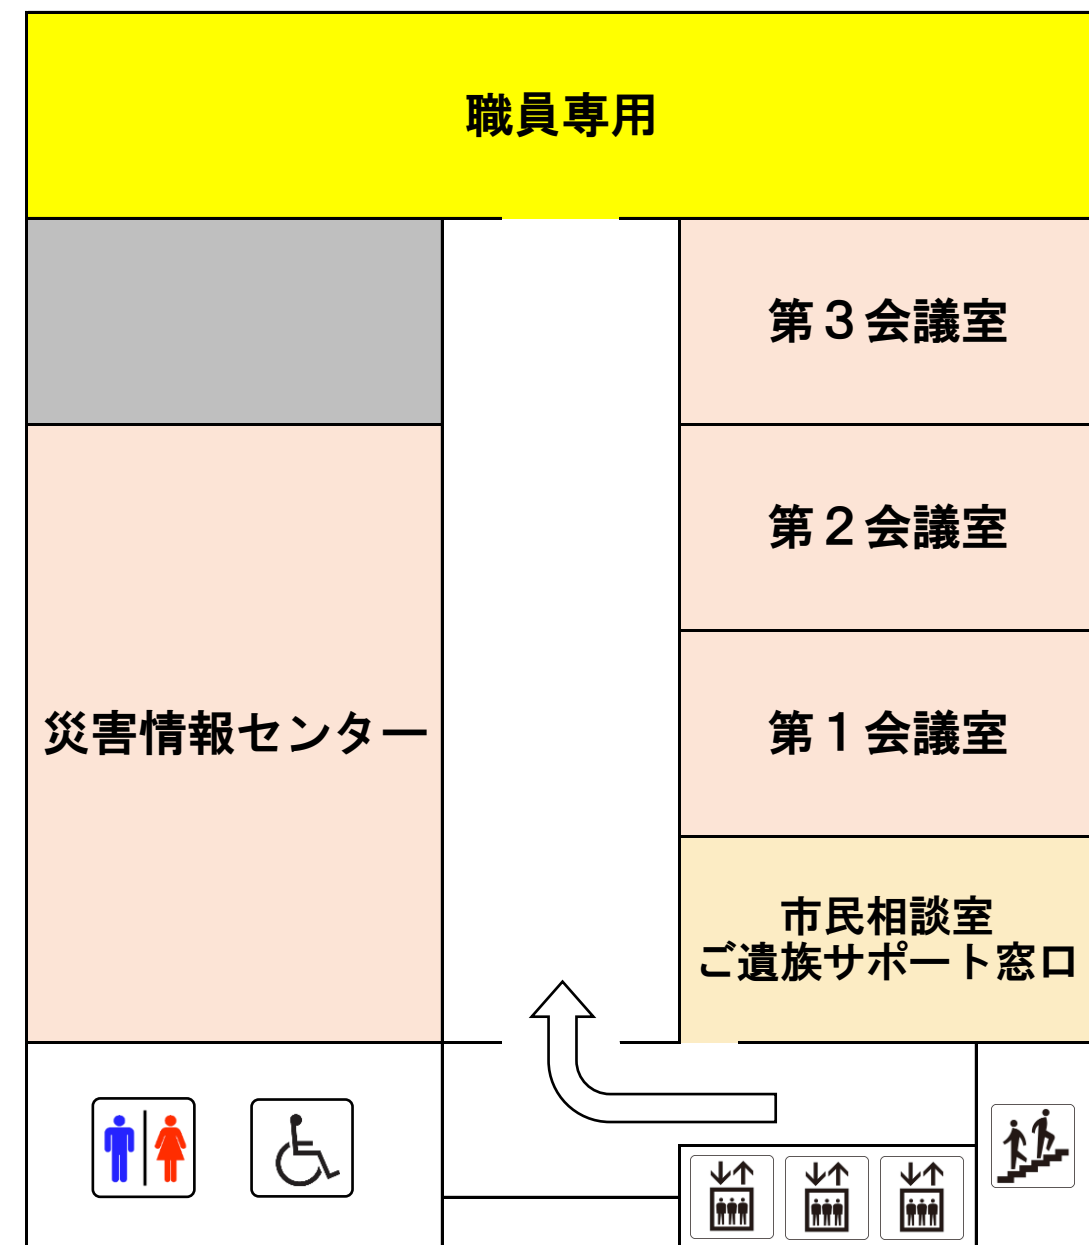 職員専用
第３会議室
第２会議室
災害情報センター
第１会議室
市民相談室
ご遺族サポート窓口